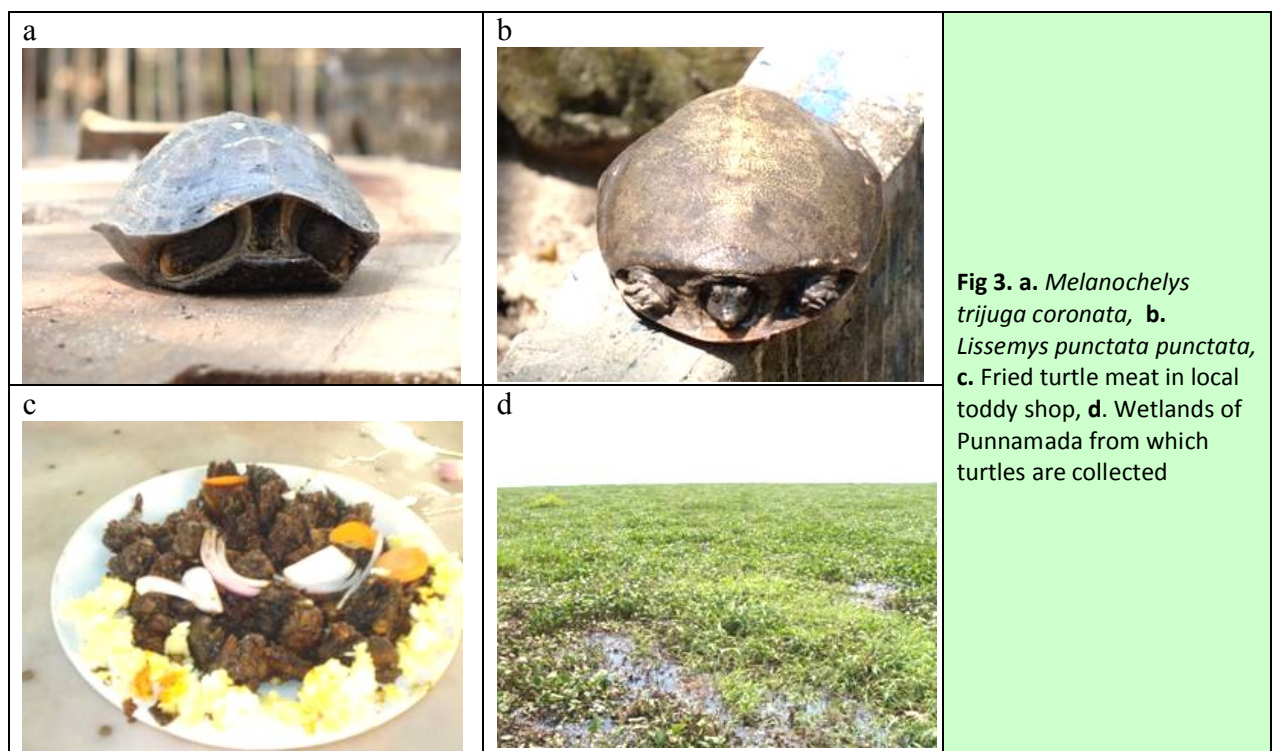 a
b
Fig 3. a. Melanochelys
trijuga coronata, b.
Lissemys punctata punctata,
c. Fried turtle meat in local
toddy shop, d. Wetlands of
Punnamada from which
turtles are collected
c
d